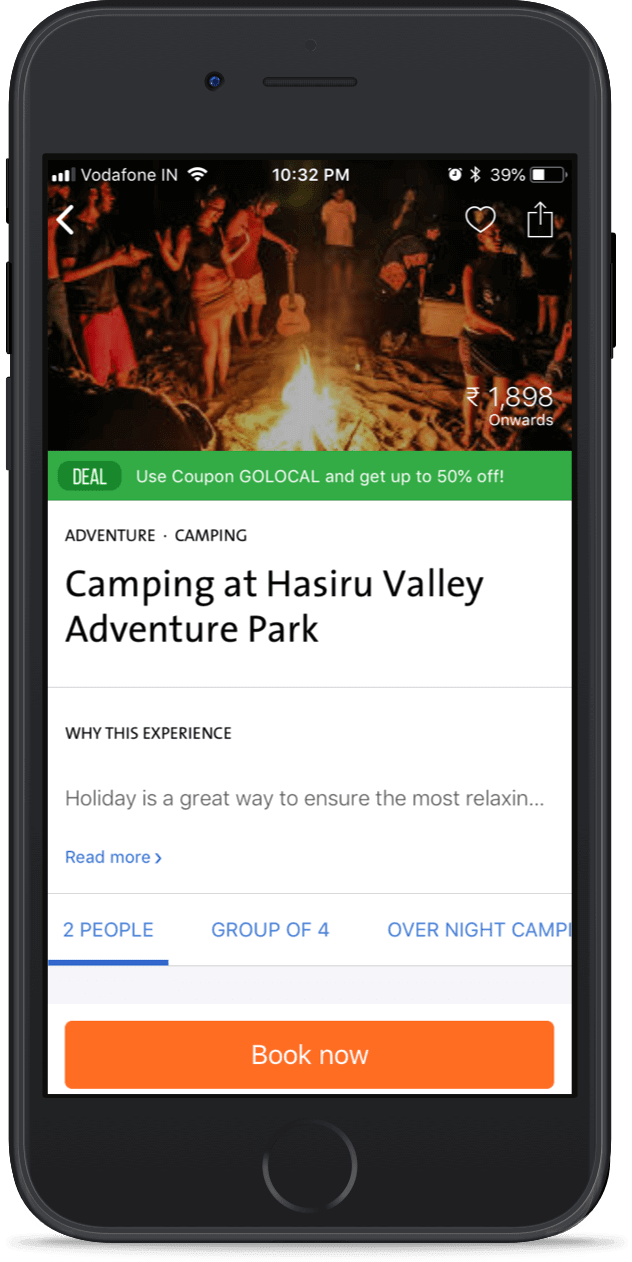 Vodafone IN 10:32 PM 39%
₹ 1,898
Onwards
DEAL Use Coupon GOLOCAL and get up to 50% off!
ADVENTURE · CAMPING
Camping at Hasiru Valley
Adventure Park
WHY THIS EXPERIENCE
Holiday is a great way to ensure the most relaxin...
Read more ›
2 PEOPLE GROUP OF 4 OVER NIGHT CAMPI
Book now